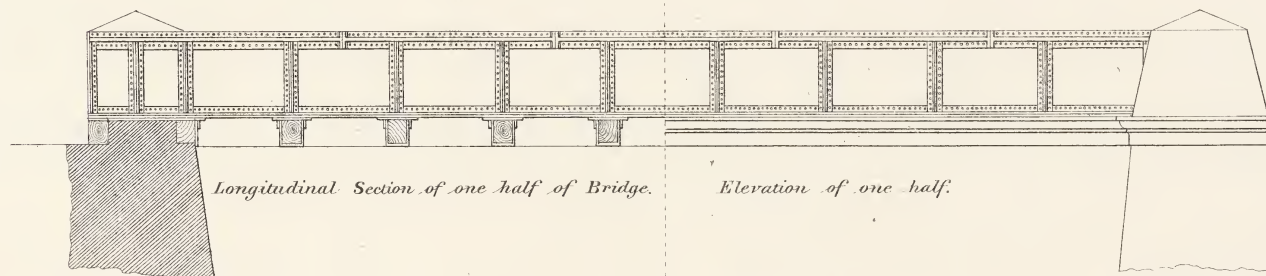 Longitudinal Section of one half of Bridge.
Elevation of one half.